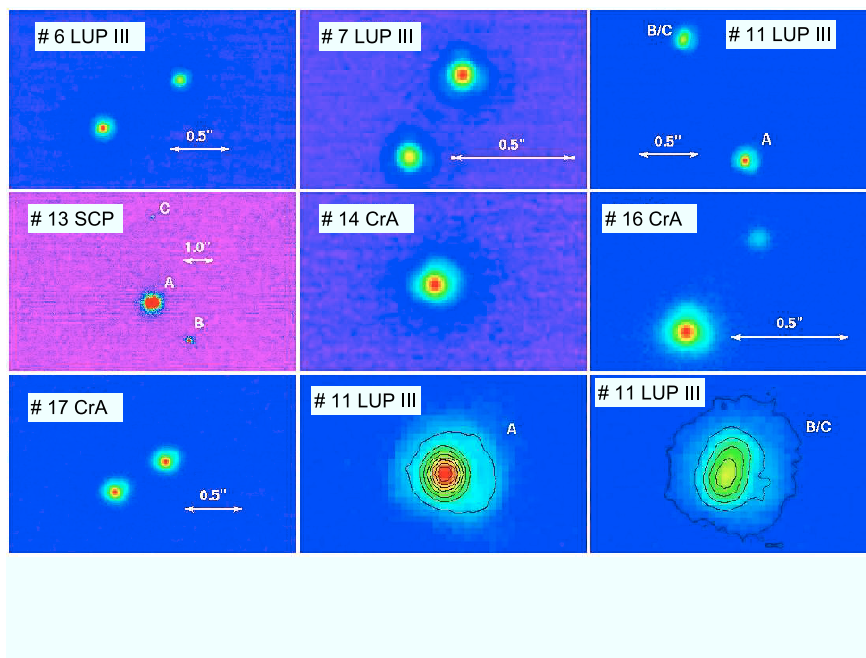 # 6 LUP III
0.5"
# 7 LUP III
0.5"
B/C
# 11 LUP III
0.5"
A
# 13 SCP
C
1.0"
A
B
# 14 CrA
# 16 CrA
0.5"
# 17 CrA
0.5"
# 11 LUP III
A
# 11 LUP III
B/C